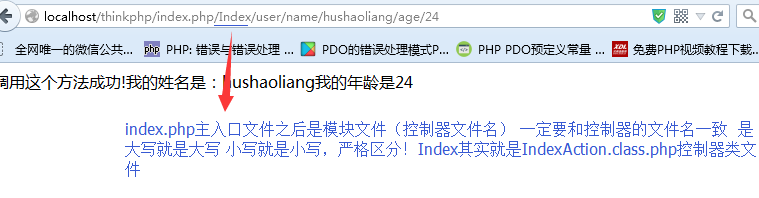 localhost/thinkphp/index.php/Index/user/name/hushaoliang/age/24
全网唯一的微信公共... PHP: 错误与错误处理 ... PDO的错误处理模式P... PHP PDO预定义常量 ... 免费PHP视频教程下载...
调用这个方法成功!我的姓名是：hushaoliang我的年龄是24
index.php主入口文件之后是模块文件（控制器文件名） 一定要和控制器的文件名一致 是
大写就是大写 小写就是小写，严格区分！Index其实就是IndexAction.class.php控制器类文
件